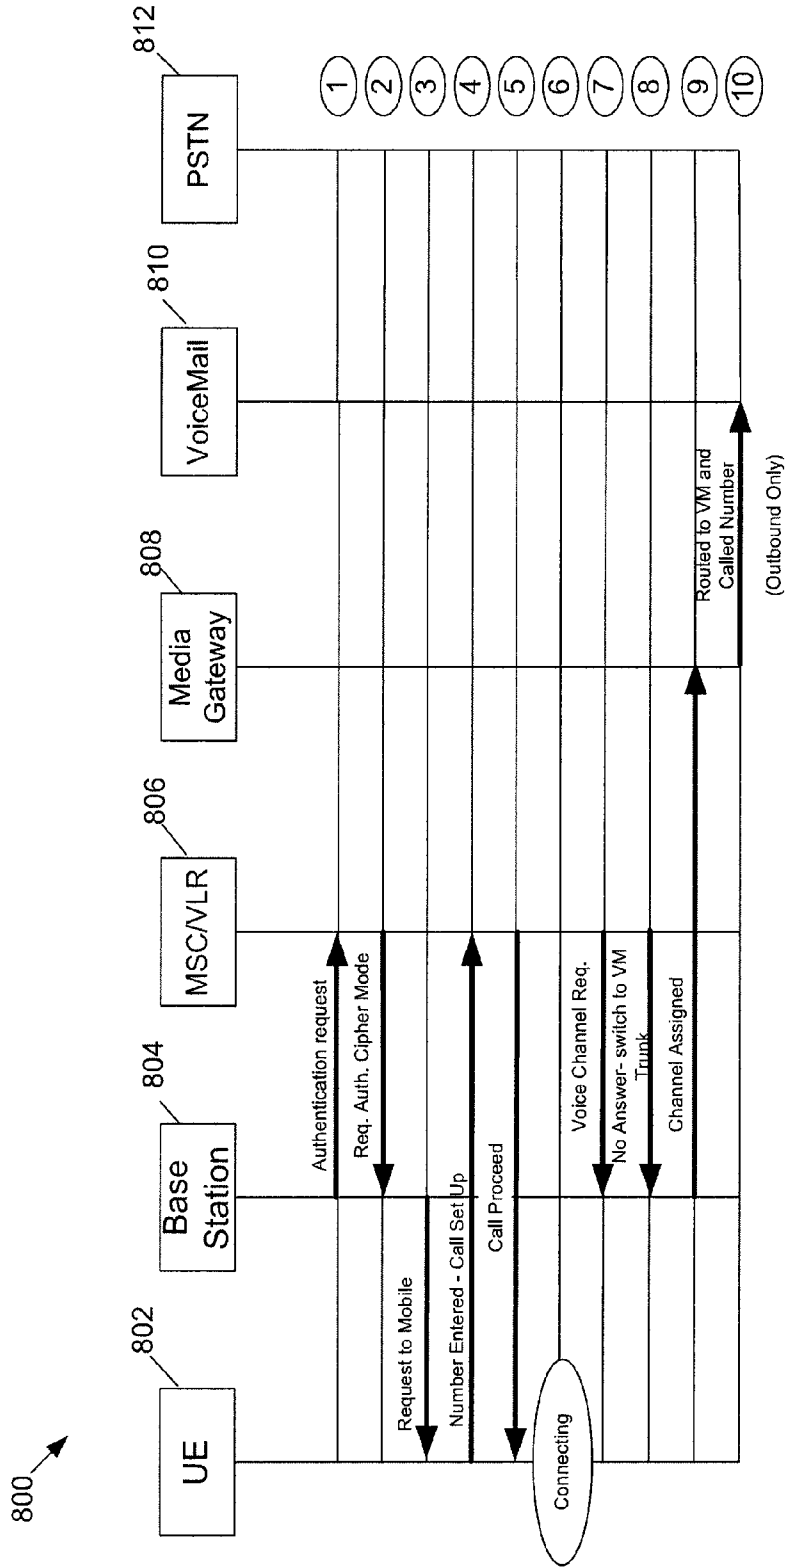 800
UE
802
Base
Station
804
MSC/VLR
806
Media
Gateway
808
VoiceMail
810
PSTN
812
Authentication request
1
Req. Auth. Cipher Mode
2
Request to Mobile
3
Number Entered - Call Set Up
4
Call Proceed
5
Connecting
6
Voice Channel Req.
7
No Answer- switch to VM
Trunk
8
Channel Assigned
9
Routed to VM and
Called Number
10
(Outbound Only)